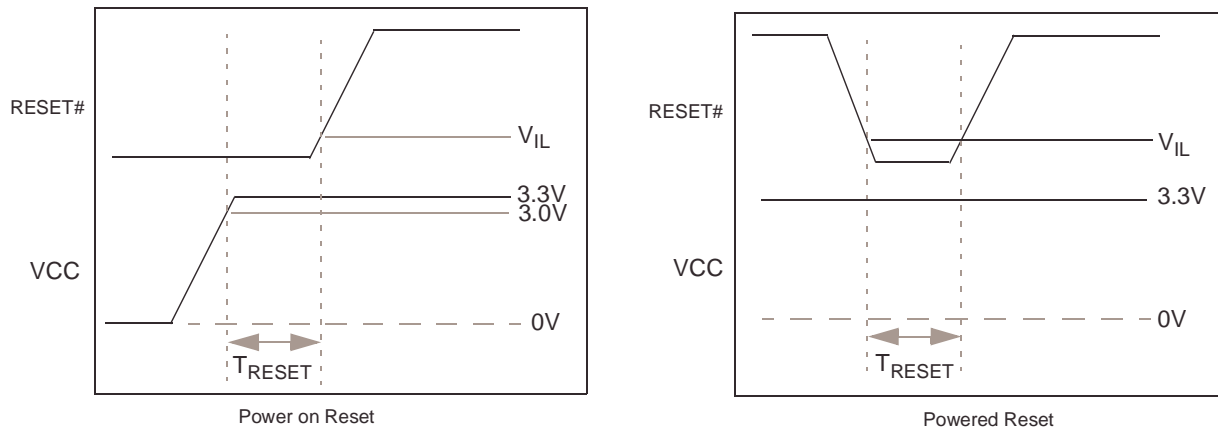 RESET#
VIL
3.3V
3.0V
VCC
0V
TRESET
Power on Reset
RESET#
VIL
3.3V
VCC
0V
TRESET
Powered Reset